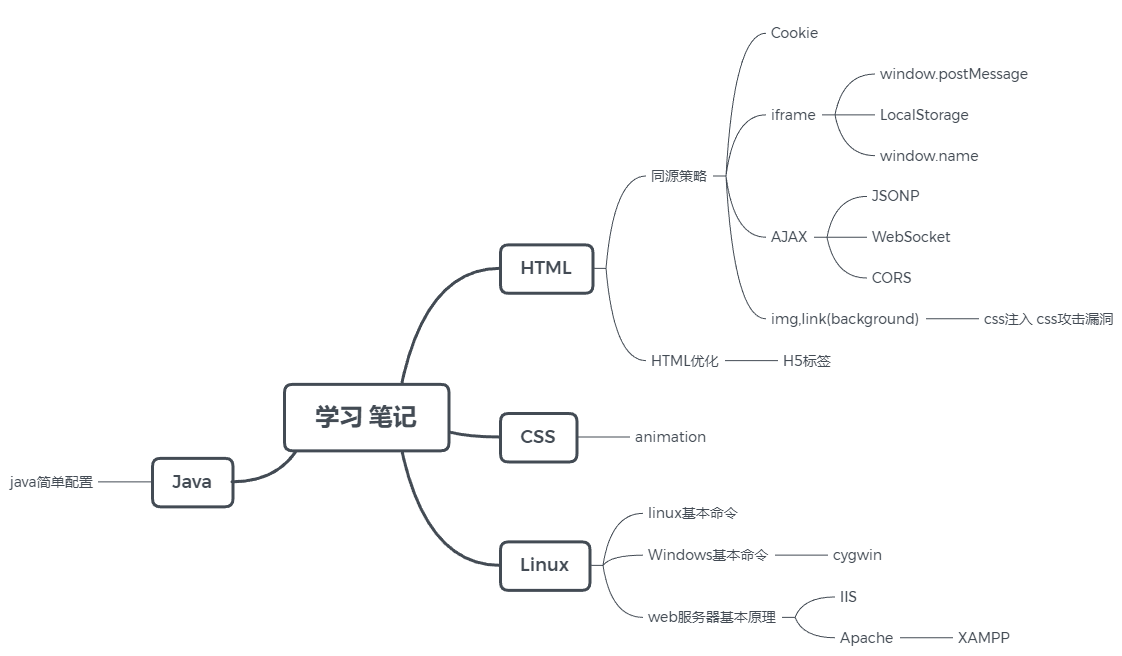 学习 笔记
HTML
同源策略
Cookie
iframe
window.postMessage
LocalStorage
window.name
AJAX
JSONP
WebSocket
CORS
img,link(background)
css注入 css攻击漏洞
HTML优化
H5标签
CSS
animation
Linux
linux基本命令
Windows基本命令
cygwin
web服务器基本原理
IIS
Apache
XAMPP
Java
java简单配置